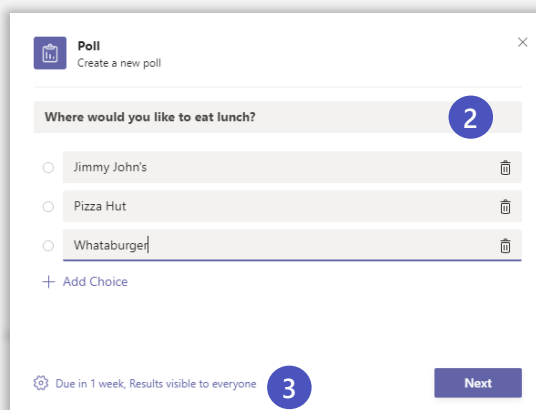 Poll
Create a new poll
Where would you like to eat lunch?
2
Jimmy John's
Pizza Hut
Whataburger
+ Add Choice
Due in 1 week, Results visible to everyone
3
Next